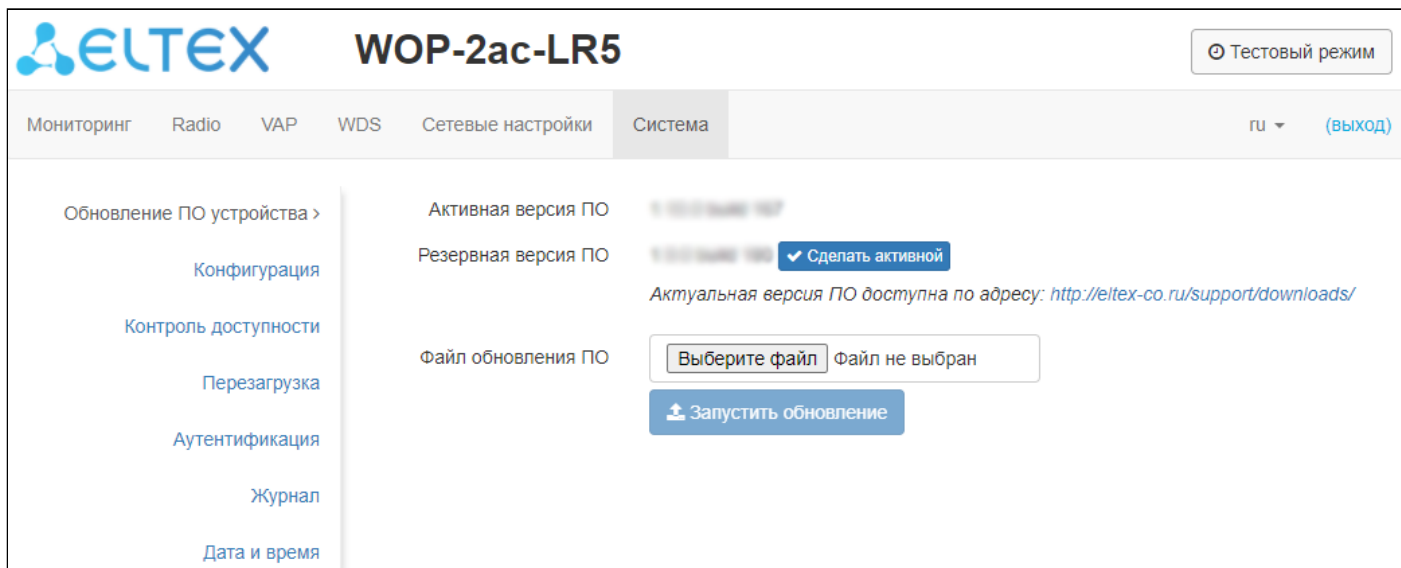 ELTEX WOP-2ac-LR5 Тестовый режим
Мониторинг Radio VAP WDS Сетевые настройки Система ru (выход)
Обновление ПО устройства >
Конфигурация
Контроль доступности
Перезагрузка
Аутентификация
Журнал
Дата и время
Активная версия ПО
Резервная версия ПО Сделать активной
Актуальная версия ПО доступна по адресу: http://eltex-co.ru/support/downloads/
Файл обновления ПО Выберите файл Файл не выбран
Запустить обновление